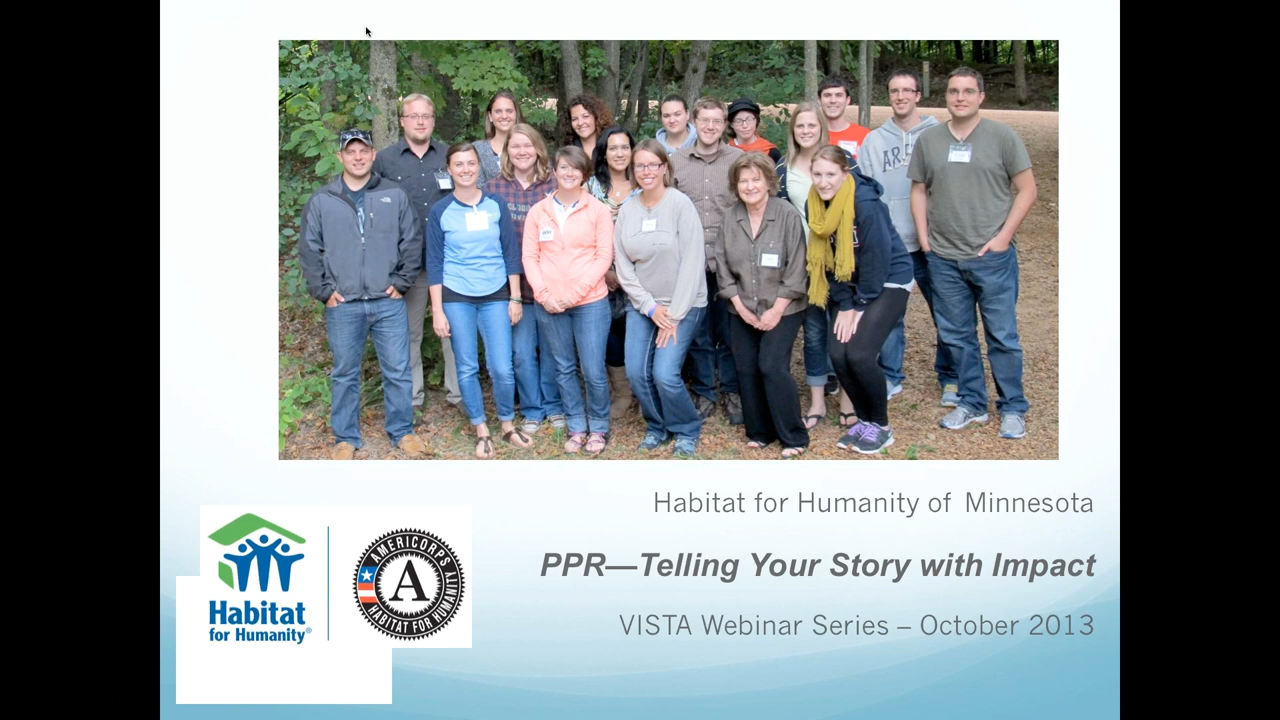 Habitat for Humanity of Minnesota
PPR—Telling Your Story with Impact
VISTA Webinar Series – October 2013
Habitat
for Humanity®
AMERICORPS
A
HABITAT FOR HUMANITY